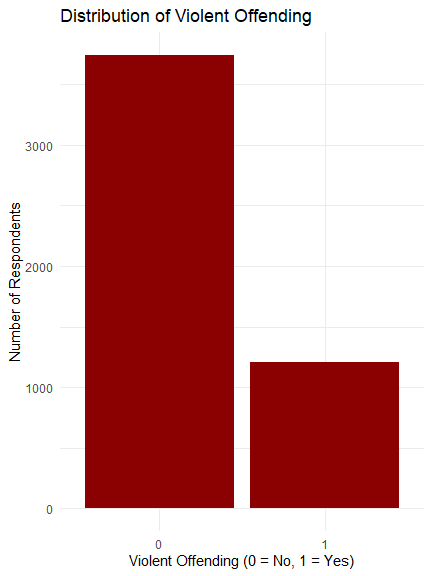 Distribution of Violent Offending
Number of Respondents
3000
2000
1000
0
0
1
Violent Offending (0 = No, 1 = Yes)